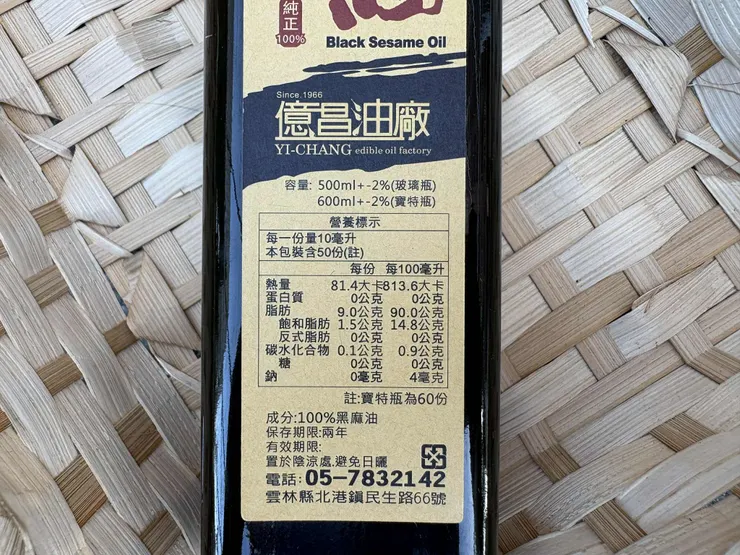 純正
100%
Black Sesame Oil
Since.1966
億昌油廠
YI-CHANG edible oil factory
容量: 500ml+-2%(玻璃瓶)
600ml+-2%(寶特瓶)
營養標示
每一份量10毫升
本包裝含50份(註)
每份 每100毫升
熱量 81.4大卡 813.6大卡
蛋白質 0公克 0公克
脂肪 9.0公克 90.0公克
飽和脂肪 1.5公克 14.8公克
反式脂肪 0公克 0公克
碳水化合物 0.1公克 0.9公克
糖 0公克 0公克
鈉 0毫克 4毫克
註:寶特瓶為60份
成分:100%黑麻油
保存期限:兩年
有效期限:
置於陰涼處.避免日曬
電話:05-7832142
雲林縣北港鎮民生路66號